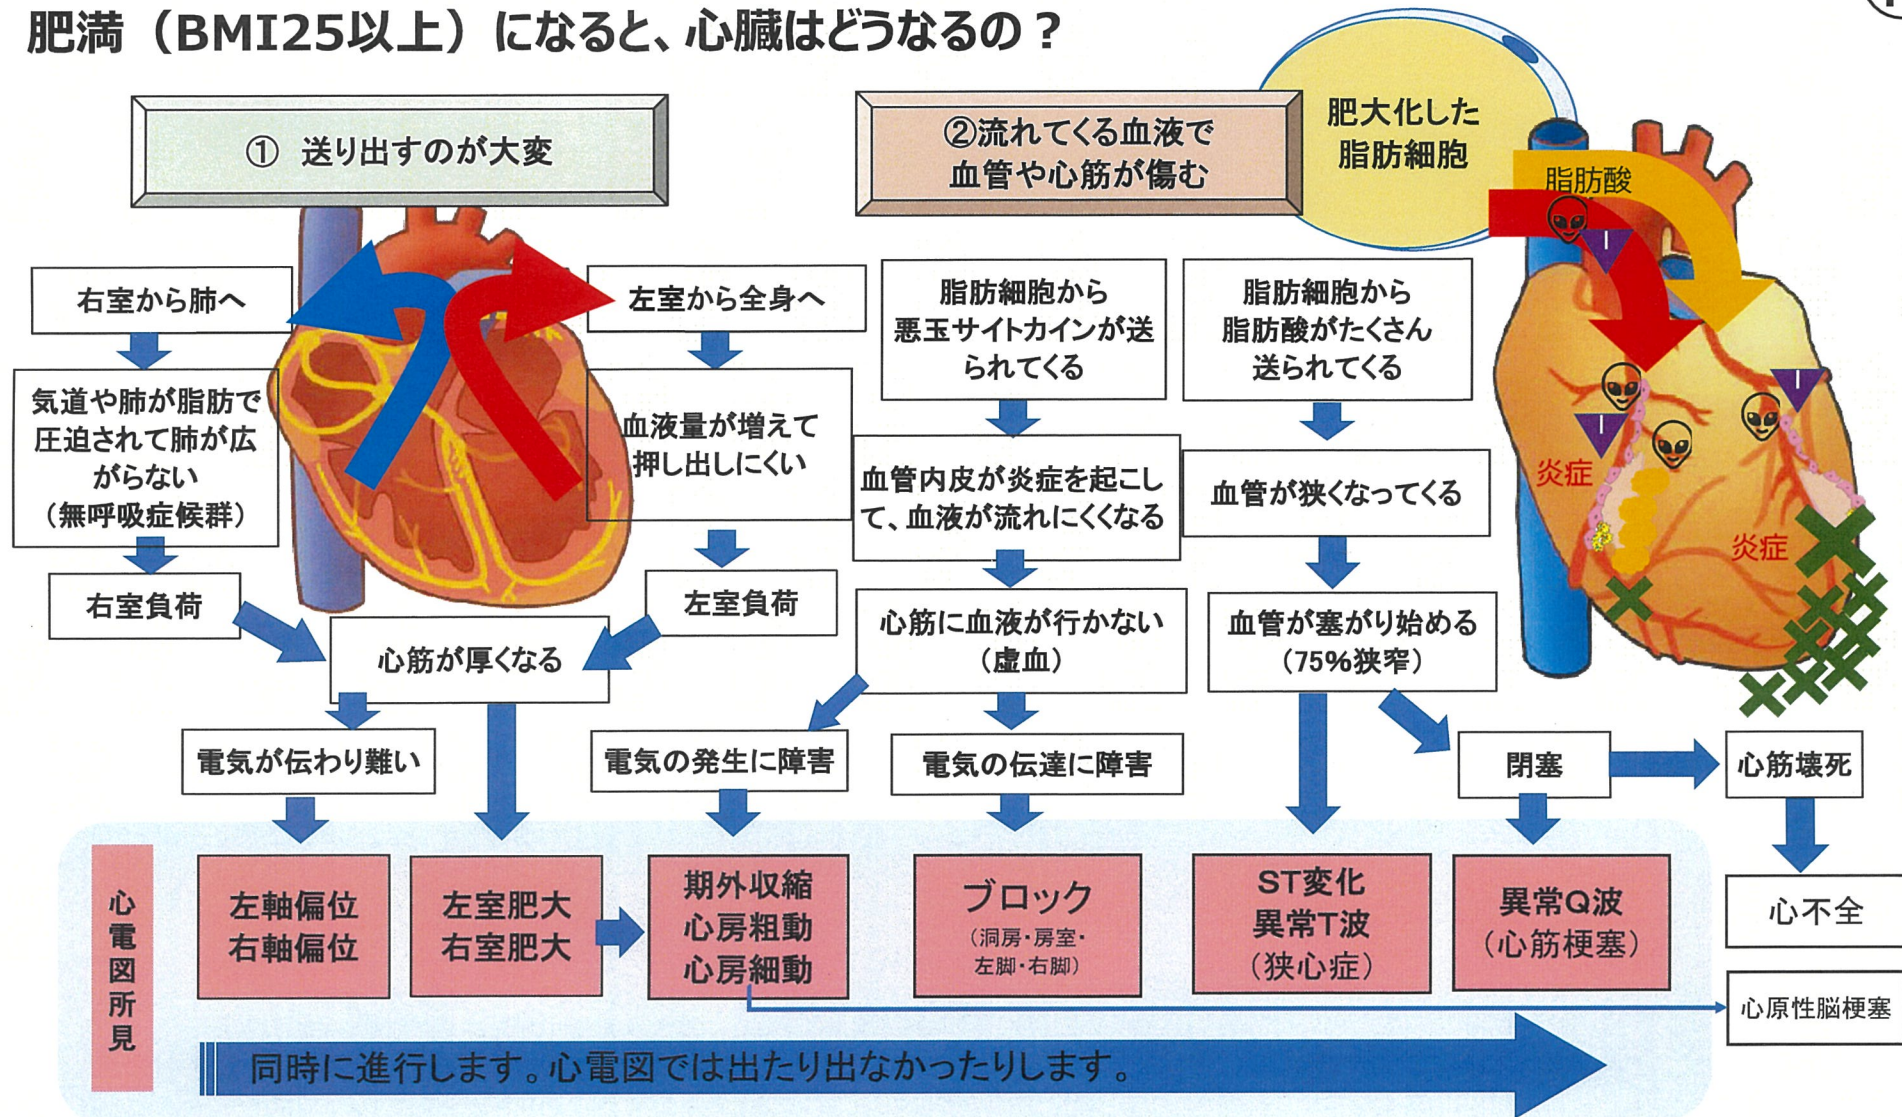 肥満（BMI25以上）になると、心臓はどうなるの？
① 送り出すのが大変
②流れてくる血液で
血管や心筋が傷む
肥大化した
脂肪細胞
脂肪酸
右室から肺へ
左室から全身へ
脂肪細胞から
悪玉サイトカインが送
られてくる
脂肪細胞から
脂肪酸がたくさん
送られてくる
気道や肺が脂肪で
圧迫されて肺が広
がらない
（無呼吸症候群）
血液量が増えて
押し出しにくい
血管内皮が炎症を起こし
て、血液が流れにくくなる
血管が狭くなってくる
炎症
炎症
I
I
I
右室負荷
左室負荷
心筋が厚くなる
心筋に血液が行かない
（虚血）
血管が塞がり始める
（75%狭窄）
電気が伝わり難い
電気の発生に障害
電気の伝達に障害
閉塞
心筋壊死
心電図所見
左軸偏位
右軸偏位
左室肥大
右室肥大
期外収縮
心房粗動
心房細動
ブロック
（洞房・房室・
左脚・右脚）
ST変化
異常T波
（狭心症）
異常Q波
（心筋梗塞）
心不全
心原性脳梗塞
同時に進行します。心電図では出たり出なかったりします。